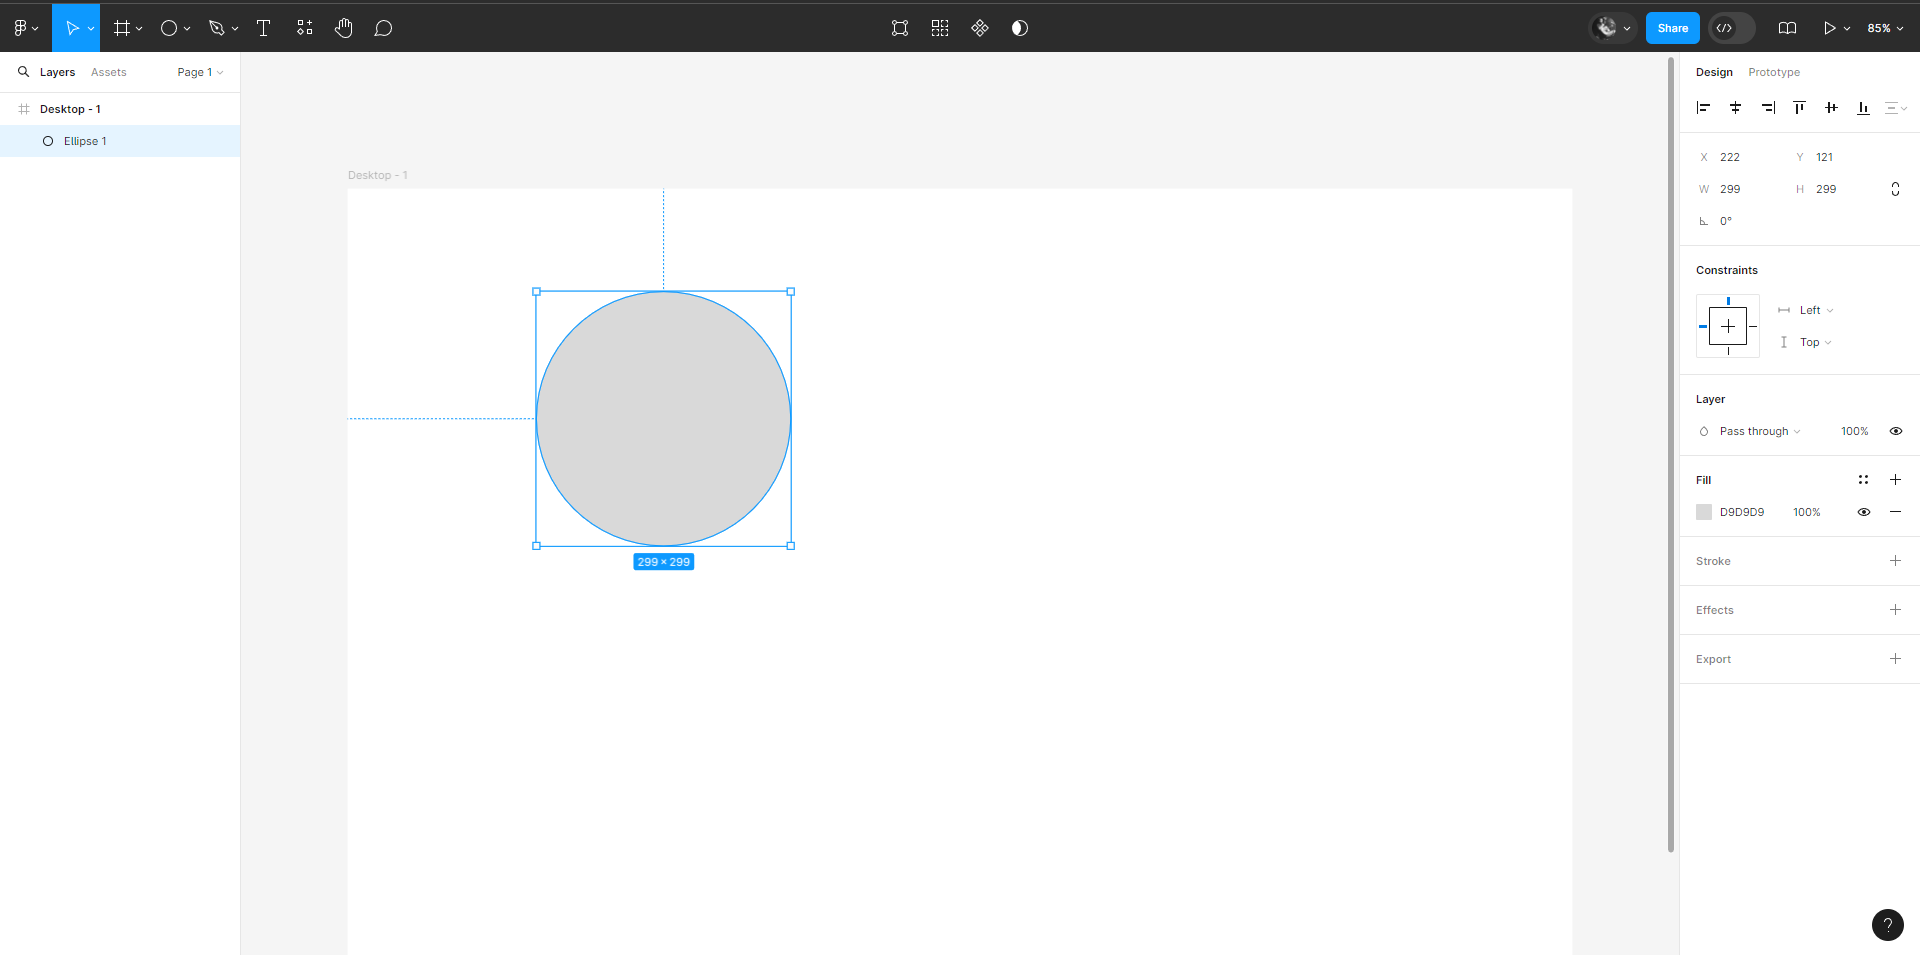 Share
85%
Layers
Assets
Page 1
Desktop - 1
Ellipse 1
Desktop - 1
299 × 299
Design
Prototype
X 222
Y 121
W 299
H 299
0°
Constraints
Left
Top
Layer
Pass through
100%
Fill
D9D9D9
100%
Stroke
Effects
Export
?